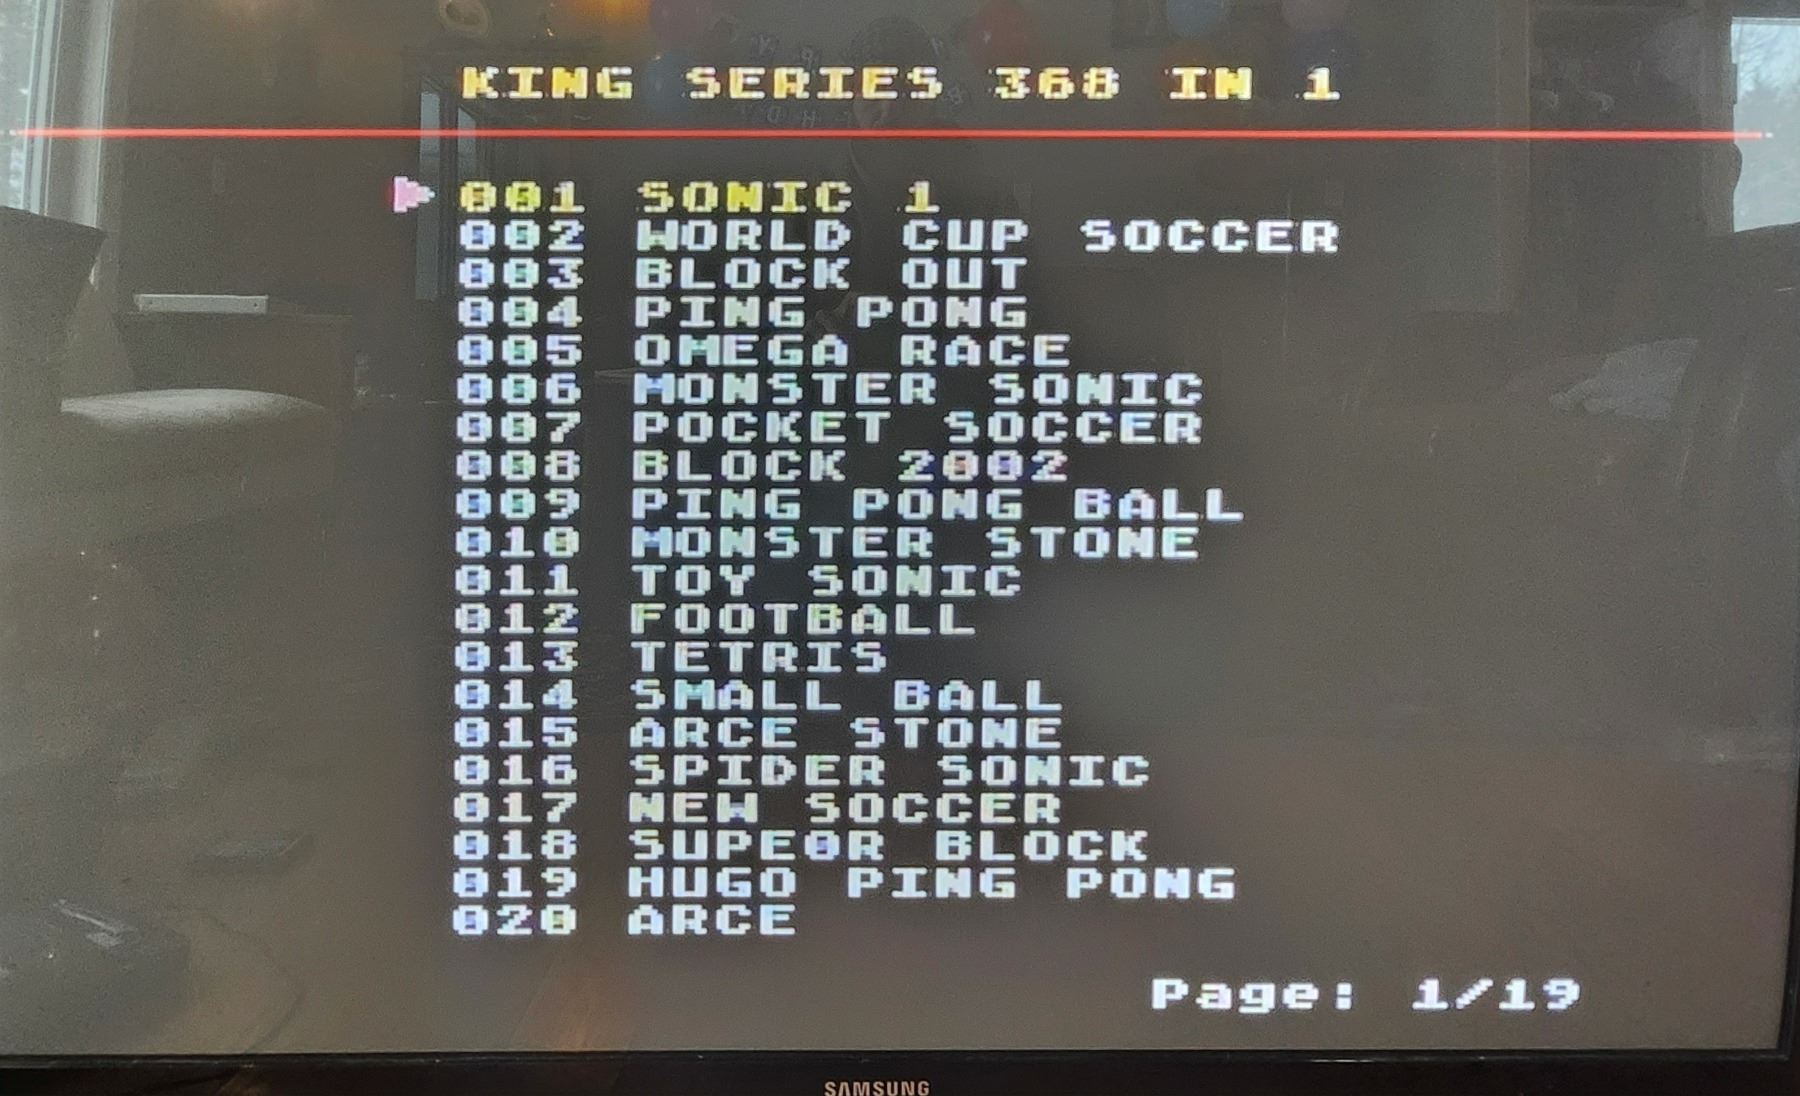 KING SERIES 368 IN 1
001 SONIC 1
002 WORLD CUP SOCCER
003 BLOCK OUT
004 PING PONG
005 OMEGA RACE
006 MONSTER SONIC
007 POCKET SOCCER
008 BLOCK 2002
009 PING PONG BALL
010 MONSTER STONE
011 TOY SONIC
012 FOOTBALL
013 TETRIS
014 SMALL BALL
015 ARCE STONE
016 SPIDER SONIC
017 NEW SOCCER
018 SUPE0R BLOCK
019 HUGO PING PONG
020 ARCE
Page: 1/19
SAMSUNG